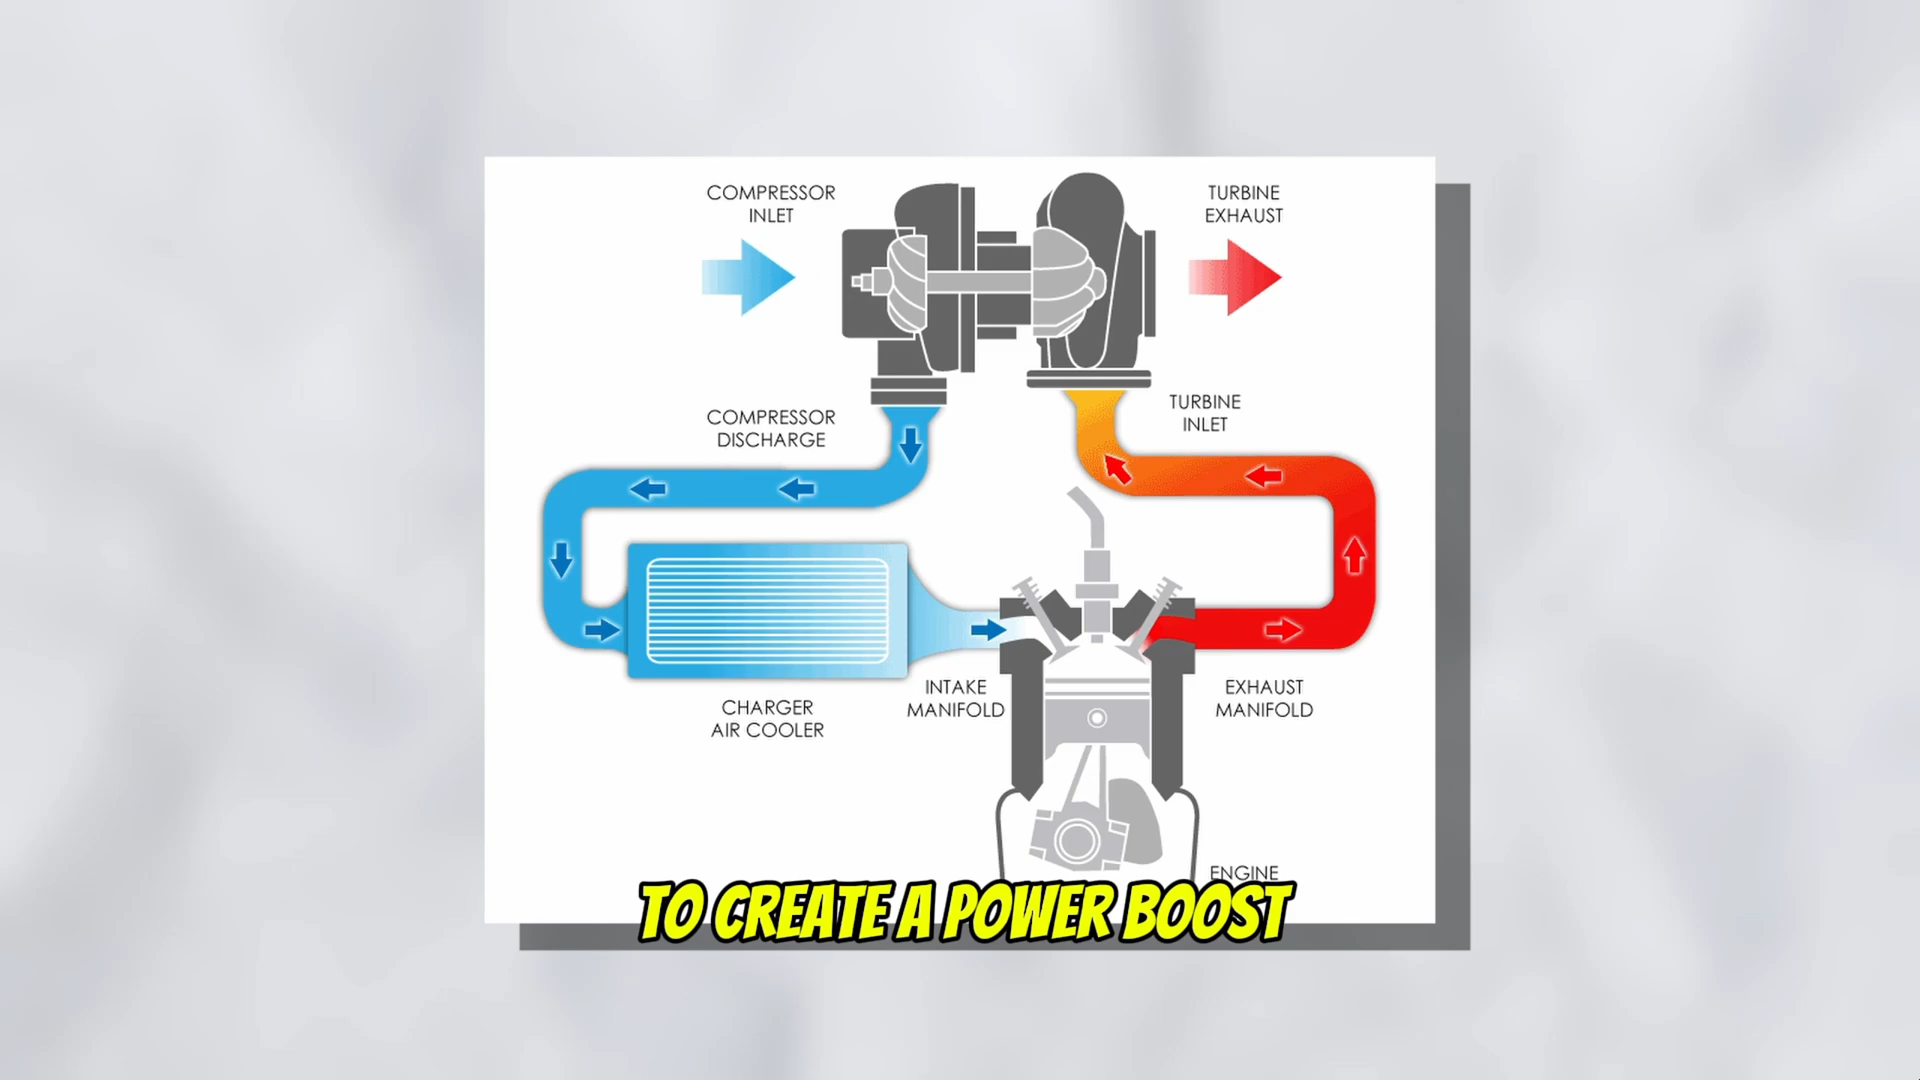 COMPRESSOR
INLET
TURBINE
EXHAUST
COMPRESSOR
DISCHARGE
TURBINE
INLET
CHARGER
AIR COOLER
INTAKE
MANIFOLD
EXHAUST
MANIFOLD
ENGINE
TO CREATE A POWER BOOST